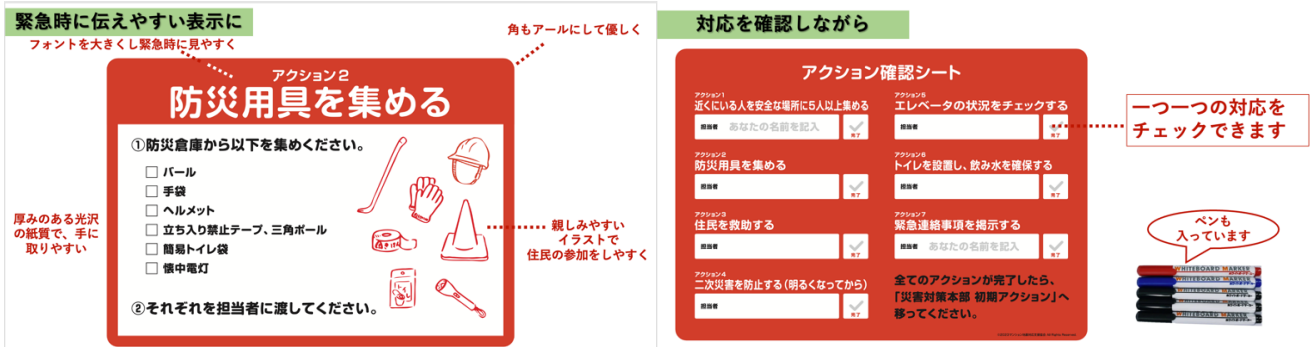 緊急時に伝えやすい表示に
フォントを大きくし緊急時に見やすく
角もアールにして優しく
アクション2
防災用具を集める
①防災倉庫から以下を集めください。
バール
手袋
ヘルメット
立ち入り禁止テープ、三角ポール
簡易トイレ袋
懐中電灯
②それぞれを担当者に渡してください。
厚みのある光沢
の紙質で、手に
取りやすい
親しみやすい
イラストで
住民の参加をしやすく
対応を確認しながら
アクション確認シート
アクション1
近くにいる人を安全な場所に5人以上集める
担当者 あなたの名前を記入
完了
アクション2
防災用具を集める
担当者
完了
アクション3
住民を救助する
担当者
完了
アクション4
二次災害を防止する(明るくなってから)
担当者
完了
アクション5
エレベータの状況をチェックする
担当者
完了
アクション6
トイレを設置し、飲み水を確保する
担当者
完了
アクション7
緊急連絡事項を掲示する
担当者 あなたの名前を記入
完了
全てのアクションが完了したら、
「災害対策本部 初期アクション」へ
移ってください。
一つ一つの対応を
チェックできます
ペンも
入っています
WHITEBOARD MARKER
WHITEBOARD MARKER
WHITEBOARD MARKER
WHITEBOARD MARKER
WHITEBOARD MARKER